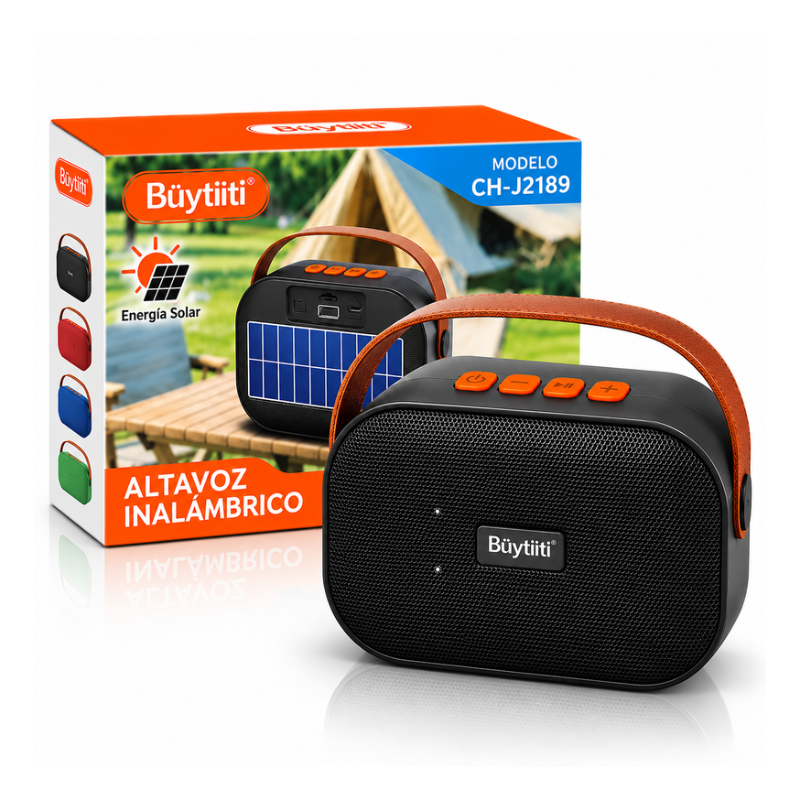 Büytiiti®
Büytiiti®
Büytiiti®
MODELO
CH-J2189
Energía Solar
ALTAVOZ
INALÁMBRICO
Büytiiti®